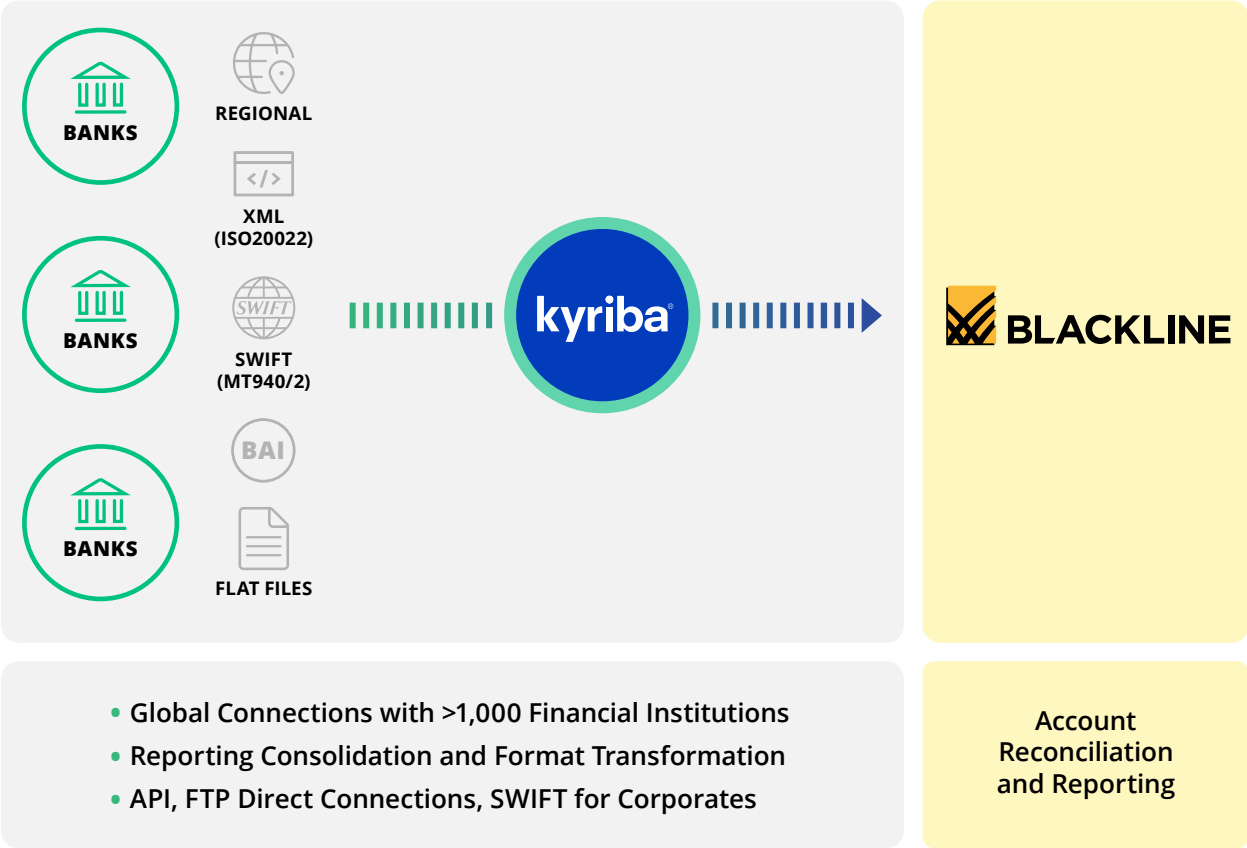 BANKS
REGIONAL
</>
XML
(ISO20022)
BANKS
SWIFT
SWIFT
(MT940/2)
BAI
BANKS
FLAT FILES
kyriba®
BLACKLINE
• Global Connections with >1,000 Financial Institutions
• Reporting Consolidation and Format Transformation
• API, FTP Direct Connections, SWIFT for Corporates
Account
Reconciliation
and Reporting